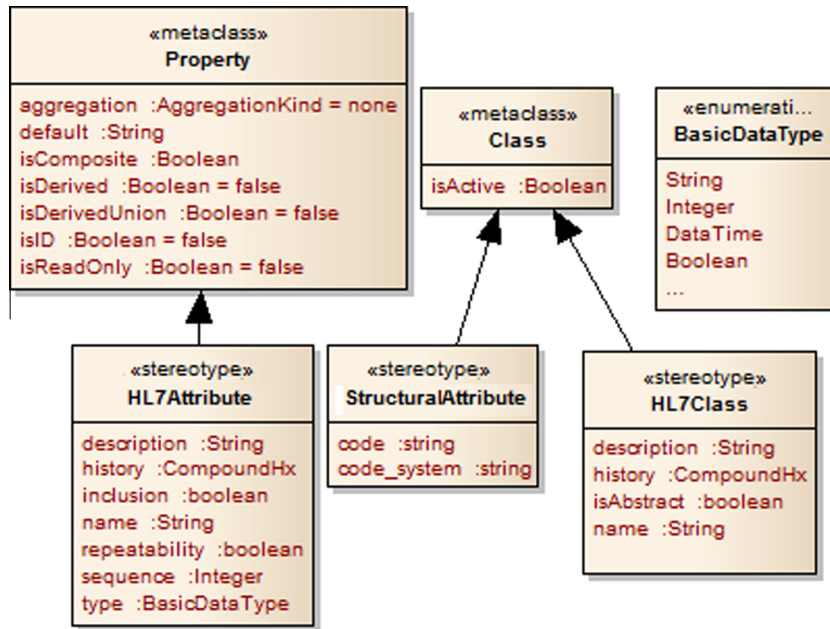 «metaclass»
Property
aggregation :AggregationKind = none
default :String
isComposite :Boolean
isDerived :Boolean = false
isDerivedUnion :Boolean = false
isID :Boolean = false
isReadOnly :Boolean = false
«metaclass»
Class
isActive :Boolean
«enumerati...
BasicDataType
String
Integer
DataTime
Boolean
...
«stereotype»
HL7Attribute
description :String
history :CompoundHx
inclusion :boolean
name :String
repeatability :boolean
sequence :Integer
type :BasicDataType
«stereotype»
StructuralAttribute
code :string
code_system :string
«stereotype»
HL7Class
description :String
history :CompoundHx
isAbstract :boolean
name :String